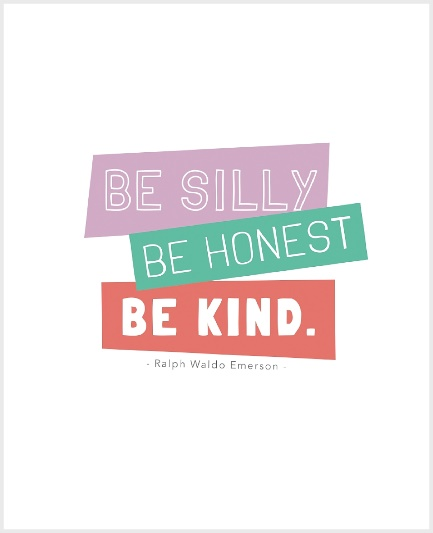 BE SILLY
BE HONEST
BE KIND.
- Ralph Waldo Emerson -